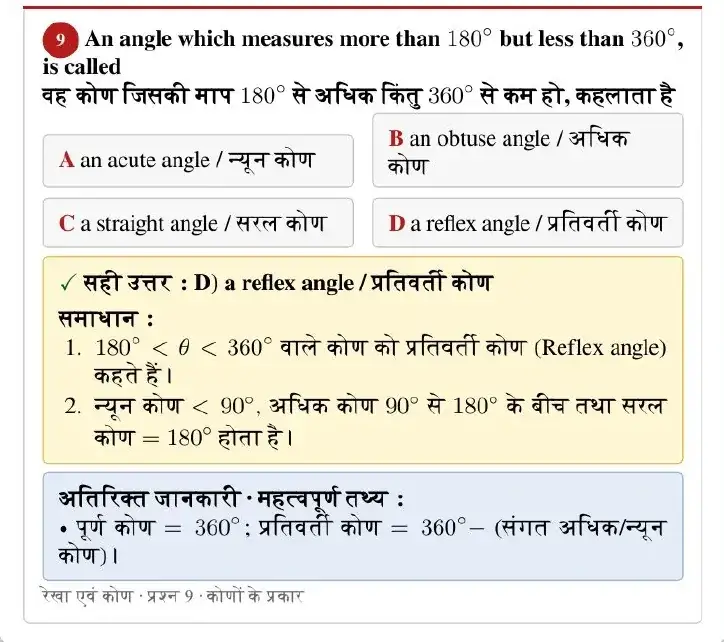 9 An angle which measures more than 180° but less than 360°,
is called
वह कोण जिसकी माप 180° से अधिक किंतु 360° से कम हो, कहलाता है
A an acute angle / न्यून कोण
B an obtuse angle / अधिक
कोण
C a straight angle / सरल कोण
D a reflex angle / प्रतिवर्ती कोण
✓ सही उत्तर : D) a reflex angle / प्रतिवर्ती कोण
समाधान :
1. 180° < θ < 360° वाले कोण को प्रतिवर्ती कोण (Reflex angle)
कहते हैं।
2. न्यून कोण < 90°, अधिक कोण 90° से 180° के बीच तथा सरल
कोण = 180° होता है।
अतिरिक्त जानकारी · महत्वपूर्ण तथ्य :
• पूर्ण कोण = 360°; प्रतिवर्ती कोण = 360°− (संगत अधिक/न्यून
कोण)।
रेखा एवं कोण · प्रश्न 9 · कोणों के प्रकार